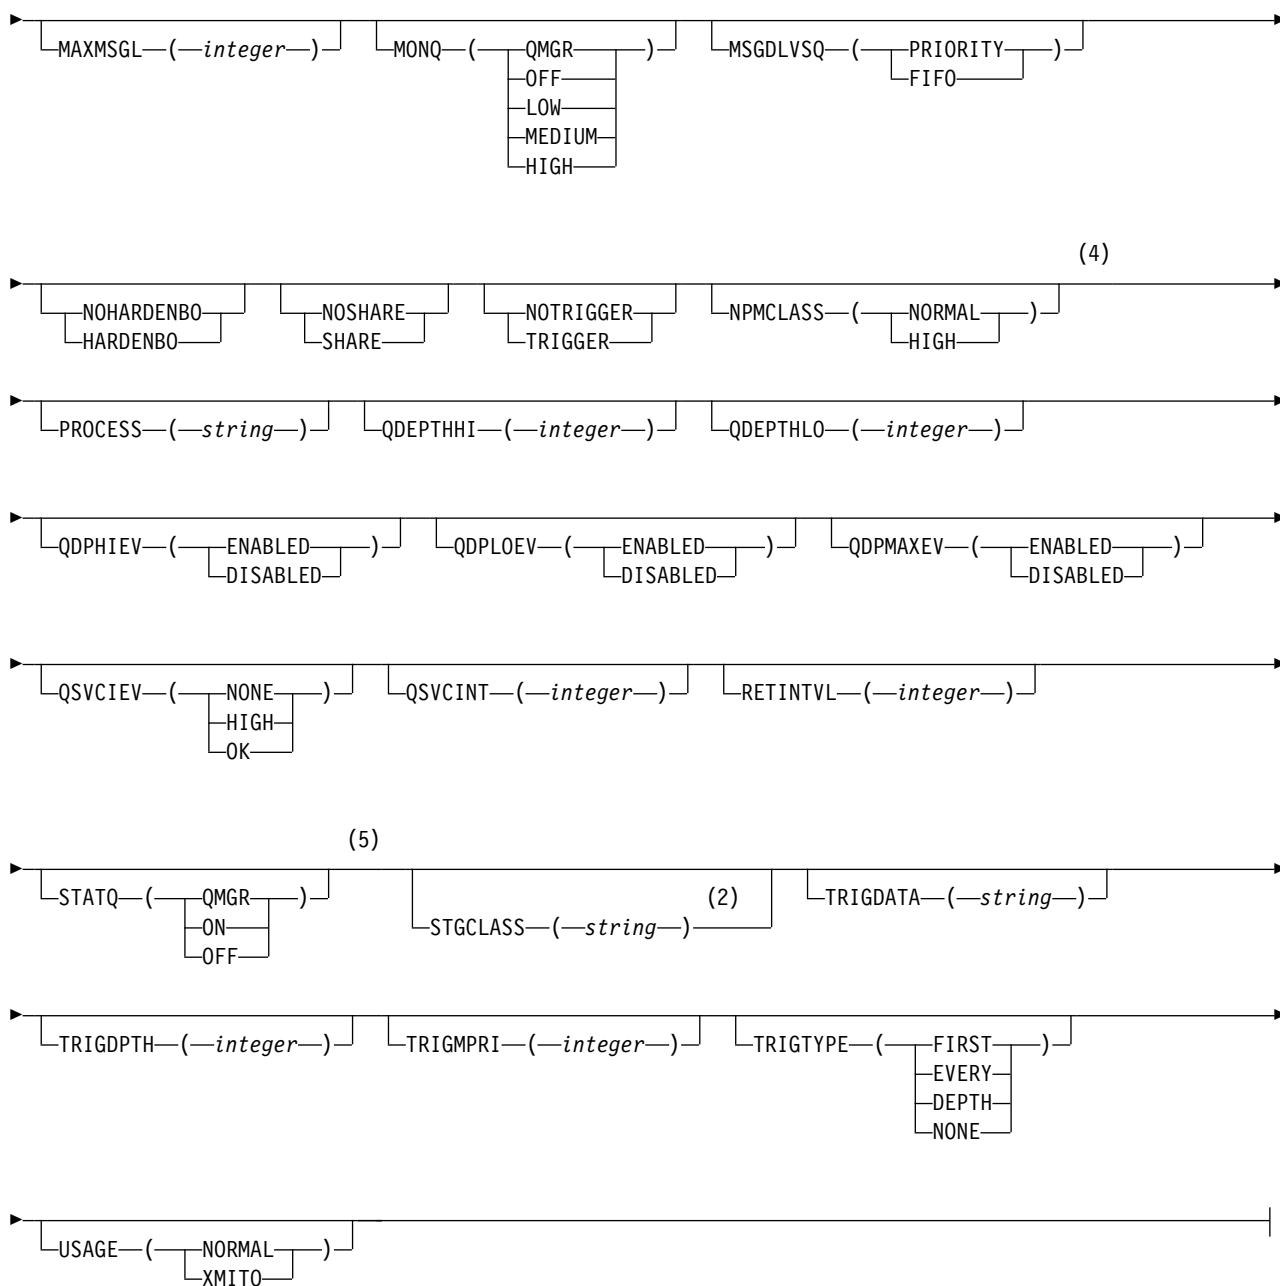 MAXMSGL ( integer ) MONQ ( QMGR ) MSGDLVSQ ( PRIORITY )
OFF FIFO
LOW
MEDIUM
HIGH
(4)
NOHARDENBO NOSHARE NOTRIGGER NPMCLASS ( NORMAL )
HARDENBO SHARE TRIGGER HIGH
PROCESS ( string ) QDEPTHHI ( integer ) QDEPTHLO ( integer )
QDPHIEV ( ENABLED ) QDPLOEV ( ENABLED ) QDPMAXEV ( ENABLED )
DISABLED DISABLED DISABLED
QSVCIEV ( NONE ) QSVCINT ( integer ) RETINTVL ( integer )
HIGH
OK
(5)
STATQ ( QMGR ) (2) TRIGDATA ( string )
ON STGCLASS ( string )
OFF
TRIGDPTH ( integer ) TRIGMPRI ( integer ) TRIGTYPE ( FIRST )
EVERY
DEPTH
NONE
USAGE ( NORMAL )
XMITQ